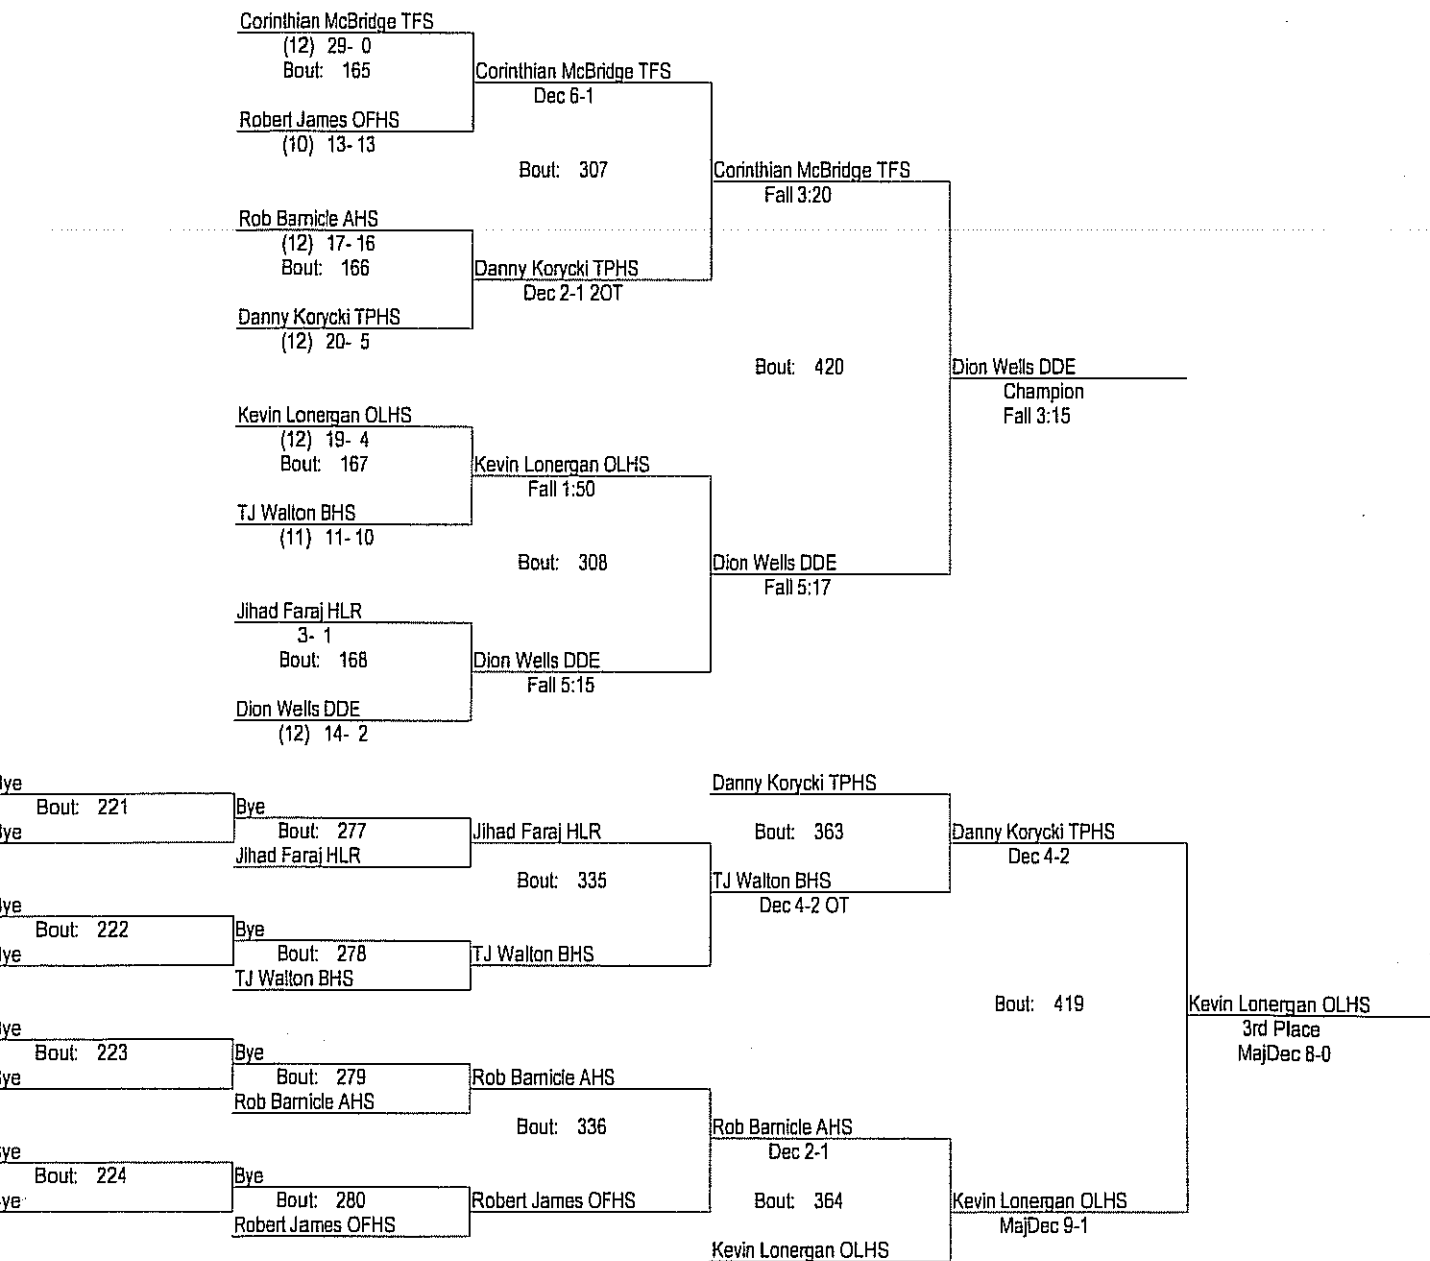 Corinthian McBridge TFS
(12) 29- 0
Bout: 165
Corinthian McBridge TFS
Dec 6-1
Robert James OFHS
(10) 13- 13
Bout: 307
Corinthian McBridge TFS
Fall 3:20
Rob Barnicle AHS
(12) 17- 16
Bout: 166
Danny Korycki TPHS
Dec 2-1 2OT
Danny Korycki TPHS
(12) 20- 5
Bout: 420
Dion Wells DDE
Champion
Fall 3:15
Kevin Lonergan OLHS
(12) 19- 4
Bout: 167
Kevin Lonergan OLHS
Fall 1:50
TJ Walton BHS
(11) 11- 10
Bout: 308
Dion Wells DDE
Fall 5:17
Jihad Faraj HLR
3- 1
Bout: 168
Dion Wells DDE
Fall 5:15
Dion Wells DDE
(12) 14- 2
Bye
Bout: 221
Bye
Bye
Bout: 277
Jihad Faraj HLR
Jihad Faraj HLR
Bout: 335
Danny Korycki TPHS
Bout: 363
Danny Korycki TPHS
Dec 4-2
TJ Walton BHS
Dec 4-2 OT
Bye
Bout: 222
Bye
Bye
Bout: 278
TJ Walton BHS
TJ Walton BHS
Bout: 419
Kevin Lonergan OLHS
3rd Place
MajDec 8-0
Bye
Bout: 223
Bye
Bye
Bout: 279
Rob Barnicle AHS
Rob Barnicle AHS
Bout: 336
Rob Barnicle AHS
Dec 2-1
Bye
Bout: 224
Bye
Bye
Bout: 280
Robert James OFHS
Robert James OFHS
Bout: 364
Kevin Lonergan OLHS
MajDec 9-1
Kevin Lonergan OLHS